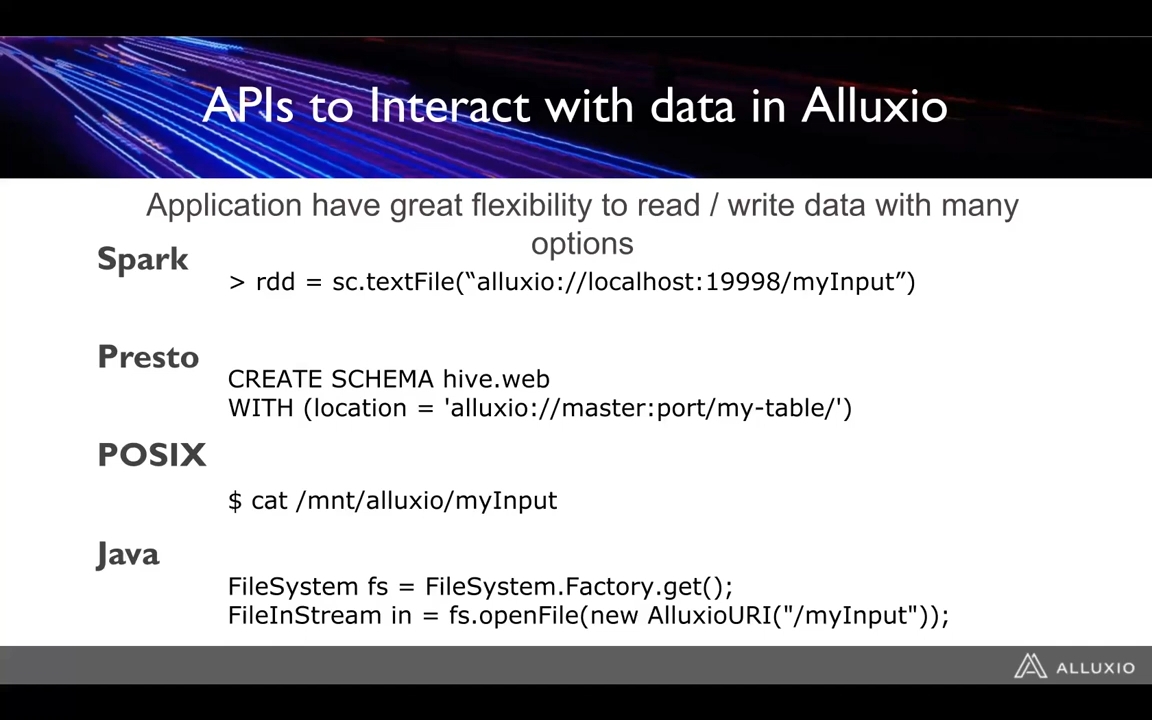 APIs to Interact with data in Alluxio
Application have great flexibility to read / write data with many
options
Spark
> rdd = sc.textFile(“alluxio://localhost:19998/myInput”)
Presto
CREATE SCHEMA hive.web
WITH (location = 'alluxio://master:port/my-table/')
POSIX
$ cat /mnt/alluxio/myInput
Java
FileSystem fs = FileSystem.Factory.get();
FileInStream in = fs.openFile(new AlluxioURI("/myInput"));
ALLUXIO